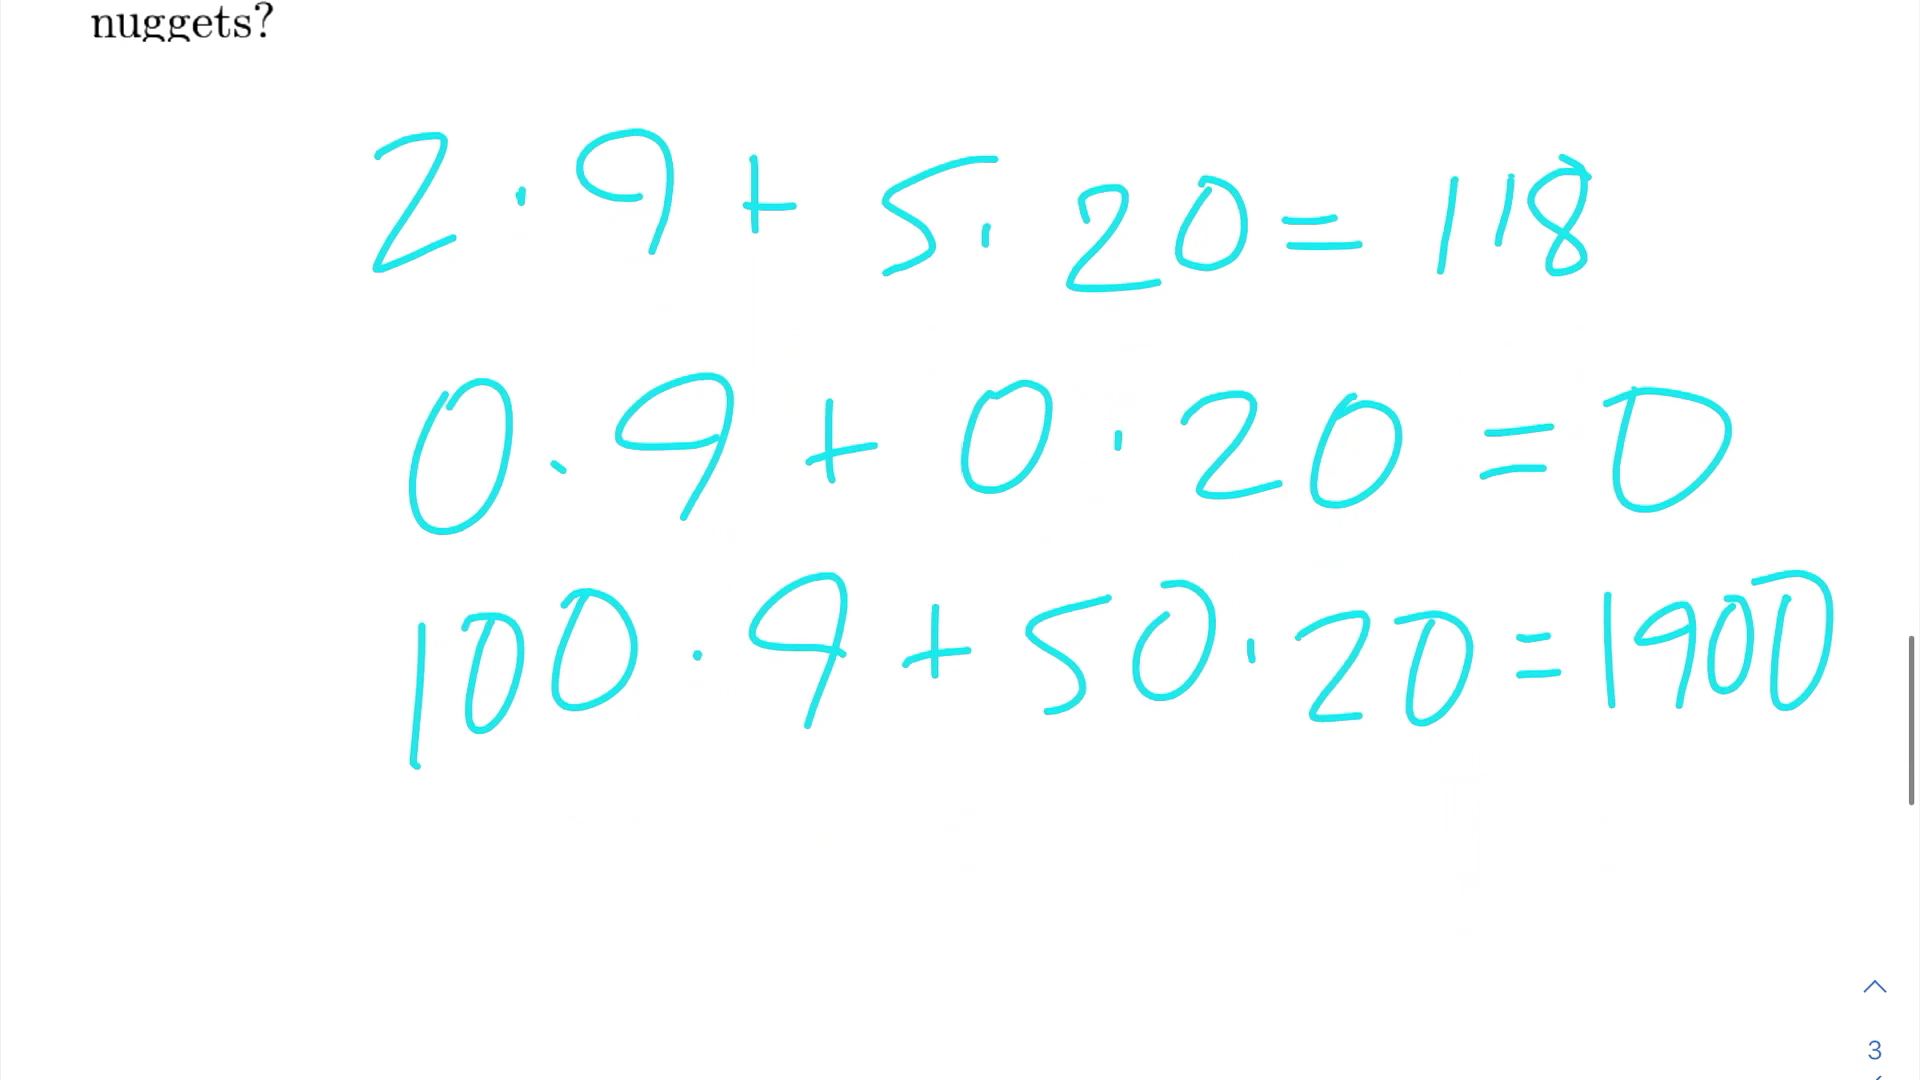 nuggets?
2 · 9 + 5 · 20 = 118
0 · 9 + 0 · 20 = 0
100 · 9 + 50 · 20 = 1900
3